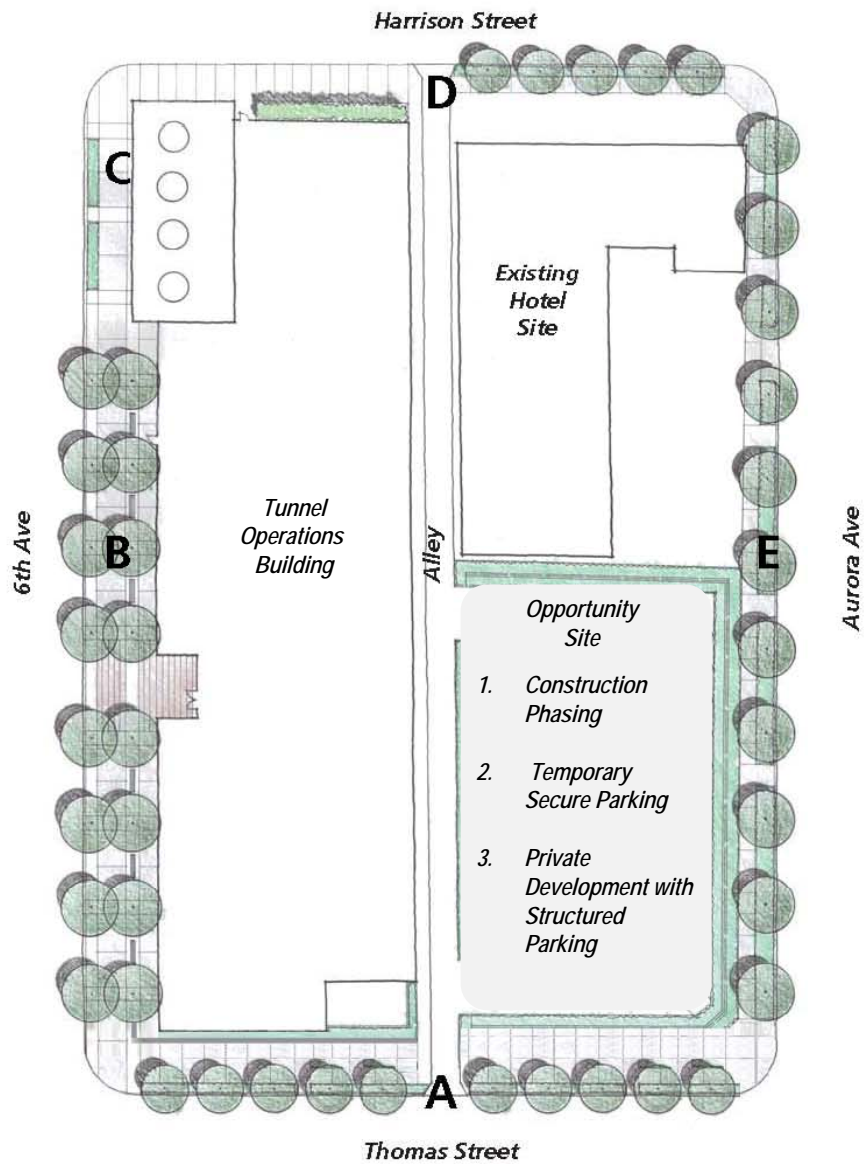 Harrison Street
D
C
Existing
Hotel
Site
Tunnel
Operations
Building
6th Ave
B
Alley
E
Aurora Ave
Opportunity
Site
1. Construction
Phasing
2. Temporary
Secure Parking
3. Private
Development with
Structured
Parking
A
Thomas Street